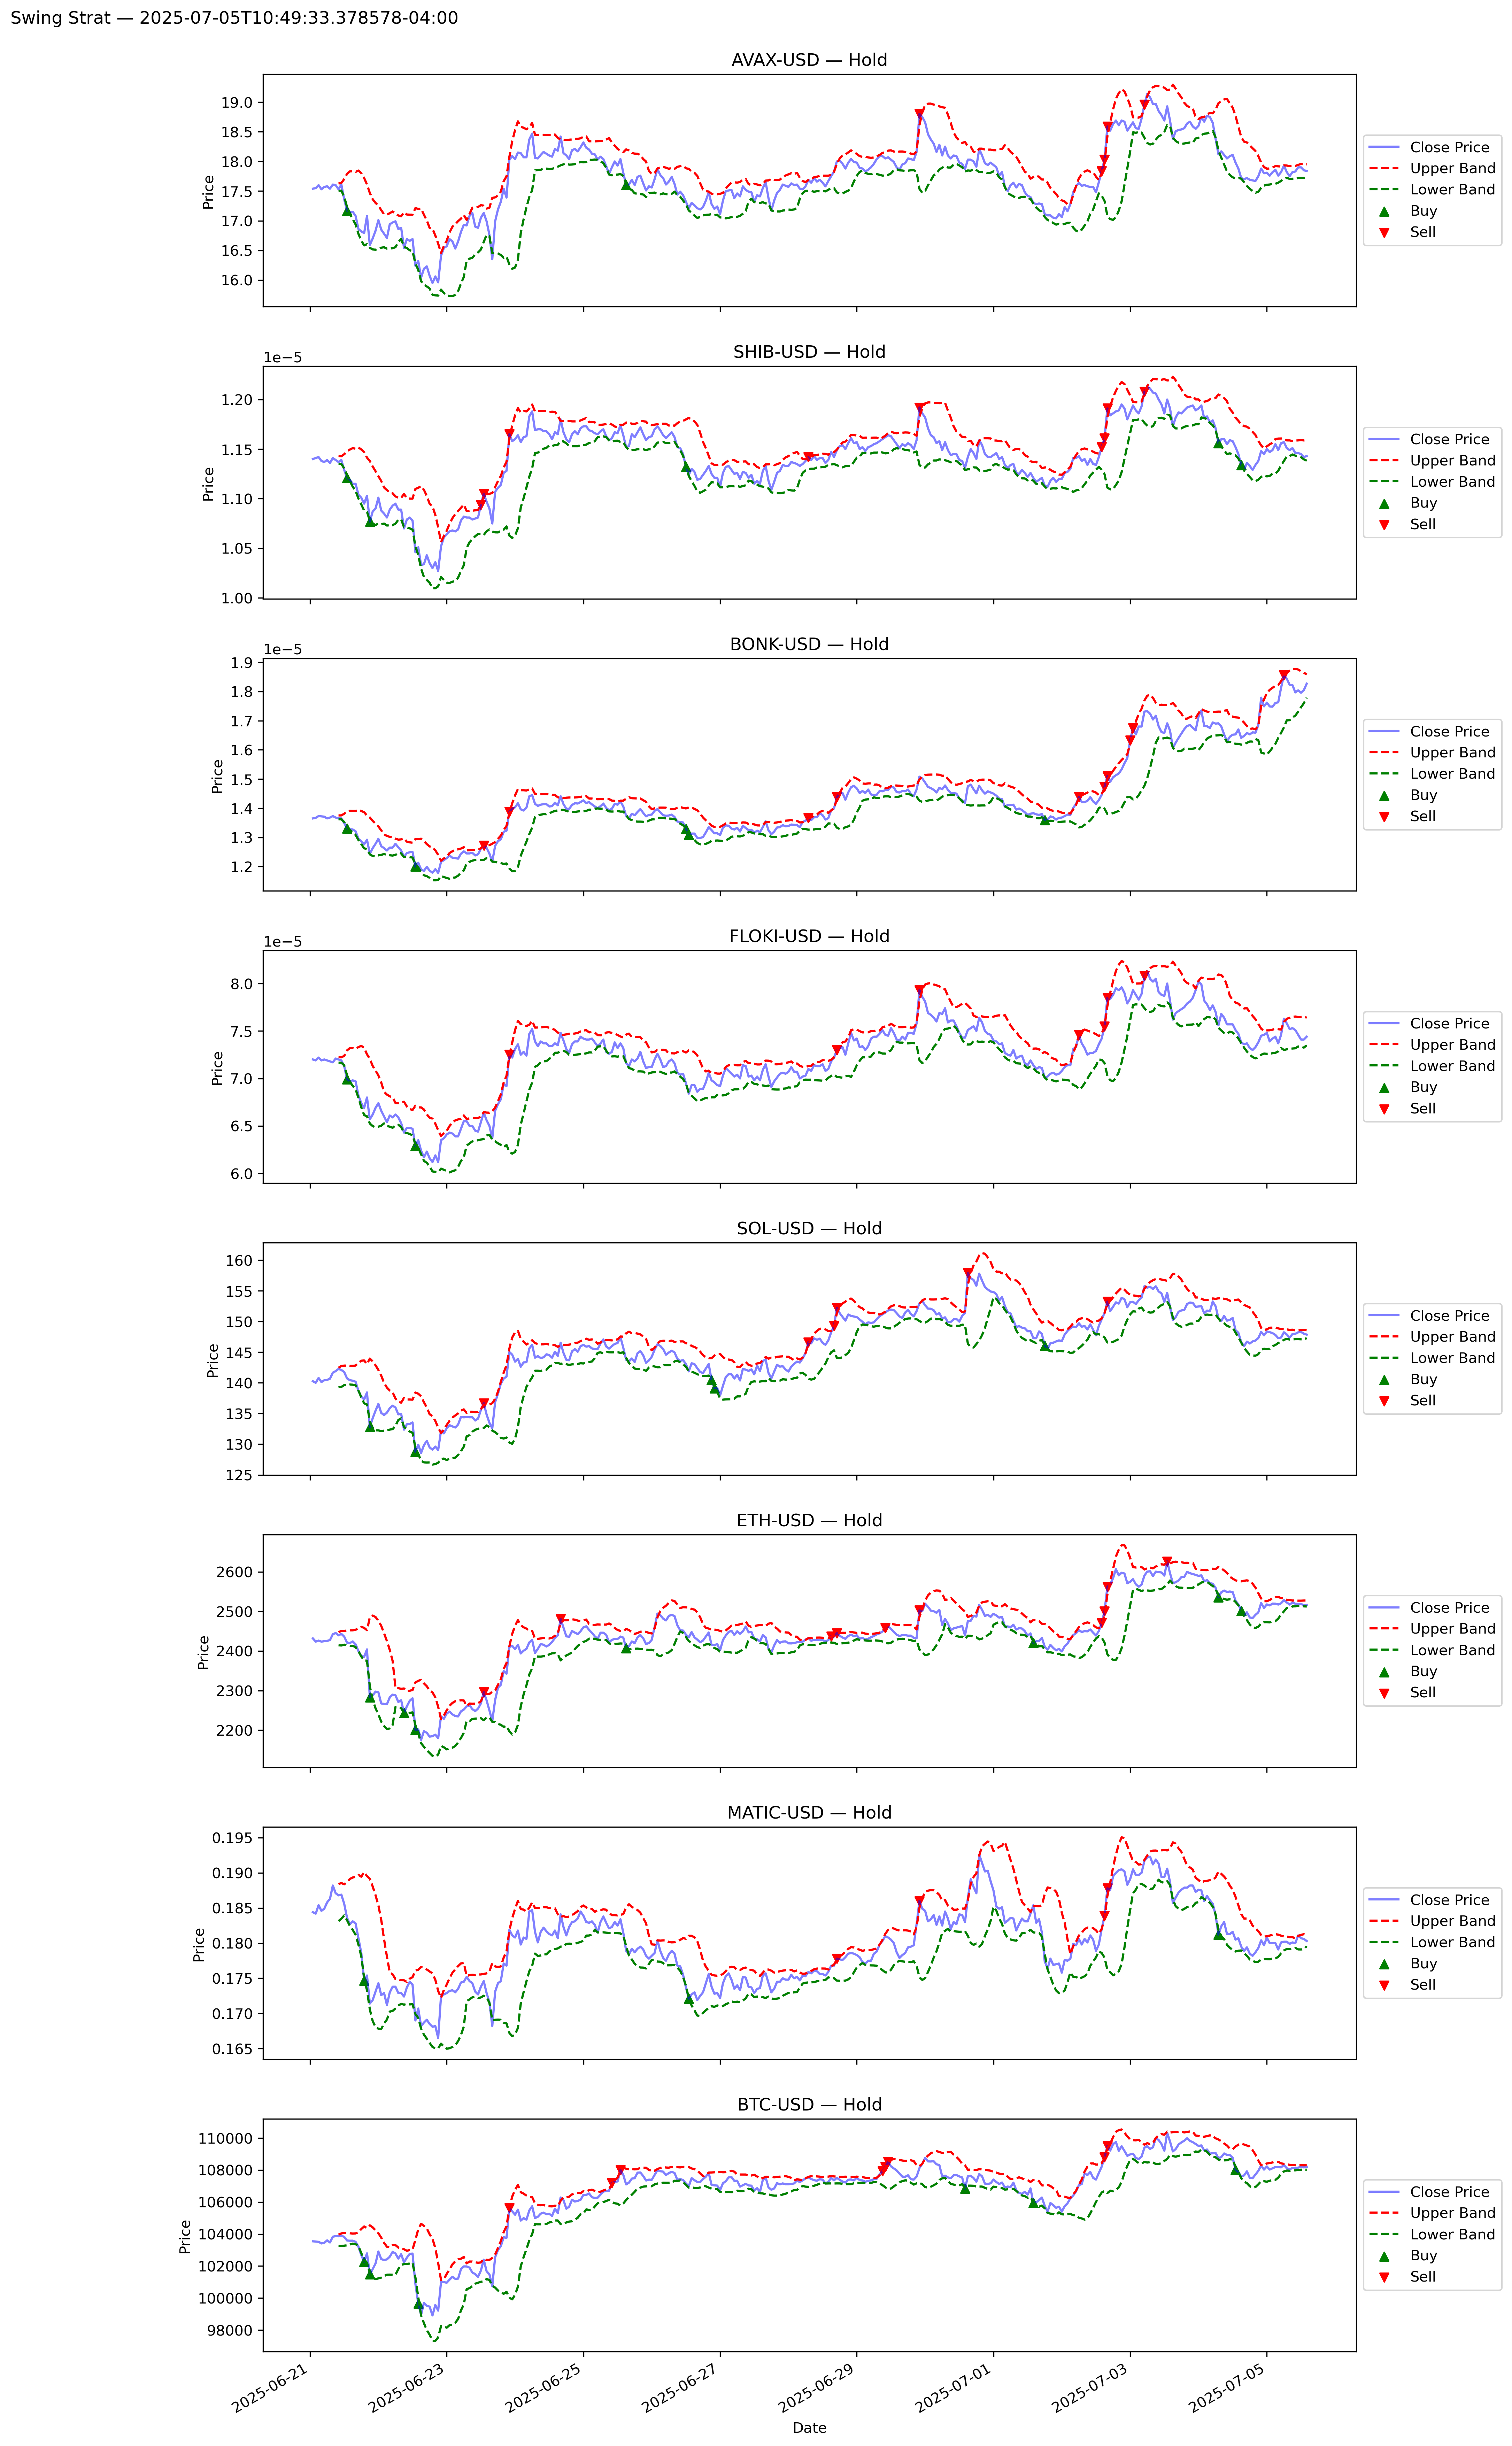 Swing Strat — 2025-07-05T10:49:33.378578-04:00
AVAX-USD — Hold
19.0
18.5
18.0
17.5
17.0
16.5
16.0
Price
Close Price
Upper Band
Lower Band
Buy
Sell
SHIB-USD — Hold
1e−5
1.20
1.15
1.10
1.05
1.00
Price
Close Price
Upper Band
Lower Band
Buy
Sell
BONK-USD — Hold
1e−5
1.9
1.8
1.7
1.6
1.5
1.4
1.3
1.2
Price
Close Price
Upper Band
Lower Band
Buy
Sell
FLOKI-USD — Hold
1e−5
8.0
7.5
7.0
6.5
6.0
Price
Close Price
Upper Band
Lower Band
Buy
Sell
SOL-USD — Hold
160
155
150
145
140
135
130
125
Price
Close Price
Upper Band
Lower Band
Buy
Sell
ETH-USD — Hold
2600
2500
2400
2300
2200
Price
Close Price
Upper Band
Lower Band
Buy
Sell
MATIC-USD — Hold
0.195
0.190
0.185
0.180
0.175
0.170
0.165
Price
Close Price
Upper Band
Lower Band
Buy
Sell
BTC-USD — Hold
110000
108000
106000
104000
102000
100000
98000
Price
Close Price
Upper Band
Lower Band
Buy
Sell
2025-06-21
2025-06-23
2025-06-25
2025-06-27
2025-06-29
2025-07-01
2025-07-03
2025-07-05
Date